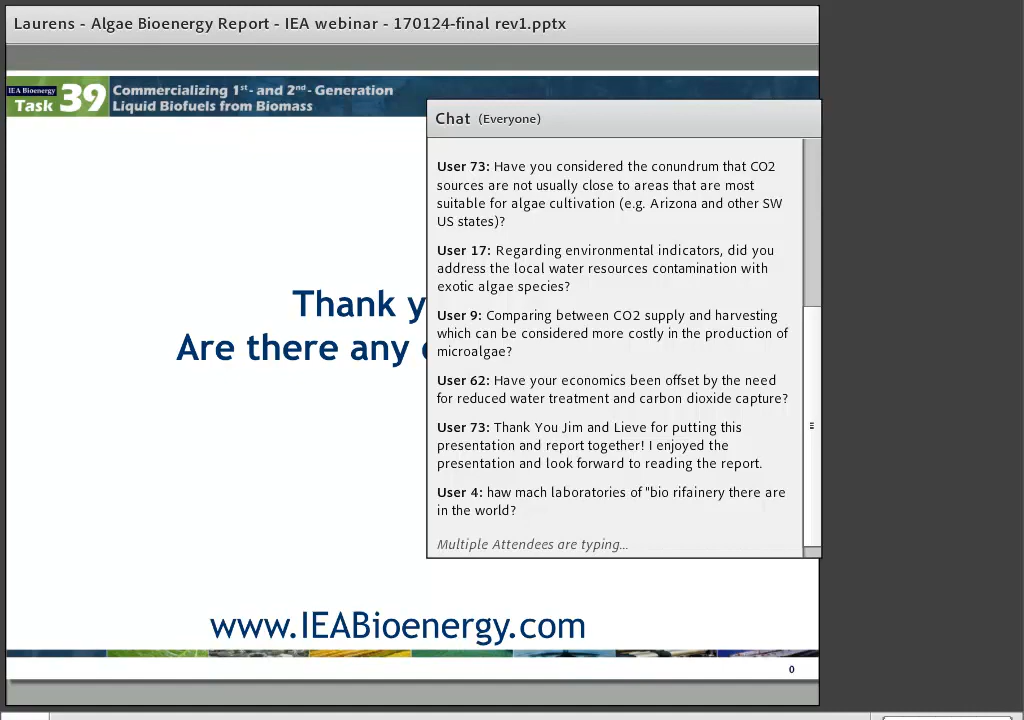 Laurens - Algae Bioenergy Report - IEA webinar - 170124-final rev1.pptx
IEA Bioenergy
Task 39
Commercializing 1st- and 2nd- Generation
Liquid Biofuels from Biomass
Chat (Everyone)
User 73: Have you considered the conundrum that CO2
sources are not usually close to areas that are most
suitable for algae cultivation (e.g. Arizona and other SW
US states)?
User 17: Regarding environmental indicators, did you
address the local water resources contamination with
exotic algae species?
User 9: Comparing between CO2 supply and harvesting
which can be considered more costly in the production of
microalgae?
User 62: Have your economics been offset by the need
for reduced water treatment and carbon dioxide capture?
User 73: Thank You Jim and Lieve for putting this
presentation and report together! I enjoyed the
presentation and look forward to reading the report.
User 4: haw mach laboratories of "bio rifainery there are
in the world?
Multiple Attendees are typing...
Thank y
Are there any
www.IEABioenergy.com
0